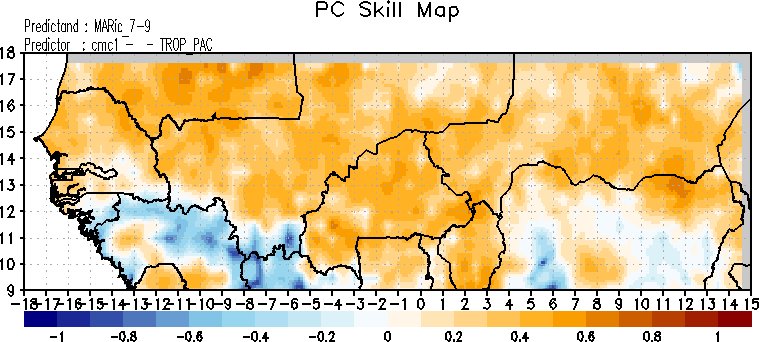 PC Skill Map
Predictand : MARic_7-9
Predictor : cmc1_- - TROP_PAC
18
17
16
15
14
13
12
11
10
9
-18 -17 -16 -15 -14 -13 -12 -11 -10 -9 -8 -7 -6 -5 -4 -3 -2 -1 0 1 2 3 4 5 6 7 8 9 10 11 12 13 14 15
-1 -0.8 -0.6 -0.4 -0.2 0 0.2 0.4 0.6 0.8 1